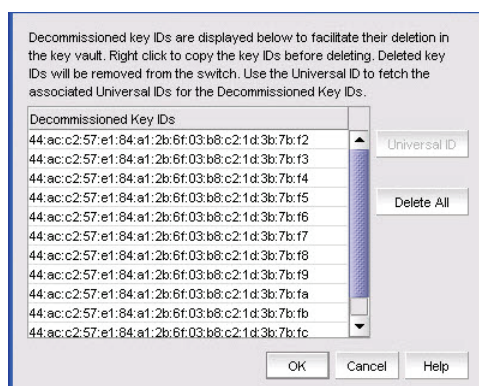 Decommissioned key IDs are displayed below to facilitate their deletion in
the key vault. Right click to copy the key IDs before deleting. Deleted key
IDs will be removed from the switch. Use the Universal ID to fetch the
associated Universal IDs for the Decommissioned Key IDs.
Decommissioned Key IDs
44:ac:c2:57:e1:84:a1:2b:6f:03:b8:c2:1d:3b:7b:f2
44:ac:c2:57:e1:84:a1:2b:6f:03:b8:c2:1d:3b:7b:f3
44:ac:c2:57:e1:84:a1:2b:6f:03:b8:c2:1d:3b:7b:f4
44:ac:c2:57:e1:84:a1:2b:6f:03:b8:c2:1d:3b:7b:f5
44:ac:c2:57:e1:84:a1:2b:6f:03:b8:c2:1d:3b:7b:f6
44:ac:c2:57:e1:84:a1:2b:6f:03:b8:c2:1d:3b:7b:f7
44:ac:c2:57:e1:84:a1:2b:6f:03:b8:c2:1d:3b:7b:f8
44:ac:c2:57:e1:84:a1:2b:6f:03:b8:c2:1d:3b:7b:f9
44:ac:c2:57:e1:84:a1:2b:6f:03:b8:c2:1d:3b:7b:fa
44:ac:c2:57:e1:84:a1:2b:6f:03:b8:c2:1d:3b:7b:fb
44:ac:c2:57:e1:84:a1:2b:6f:03:b8:c2:1d:3b:7b:fc
Universal ID
Delete All
OK Cancel Help